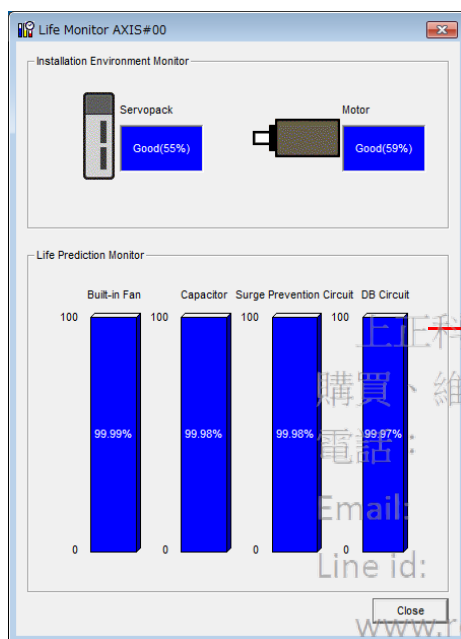 Life Monitor AXIS#00
Installation Environment Monitor
Servopack
Good(55%)
Motor
Good(59%)
Life Prediction Monitor
Built-in Fan
Capacitor
Surge Prevention Circuit
DB Circuit
100
100
100
100
99.99%
99.98%
99.98%
99.97%
0
0
0
0
Close
上正科
購買、維
電話：
Email:
Line id: